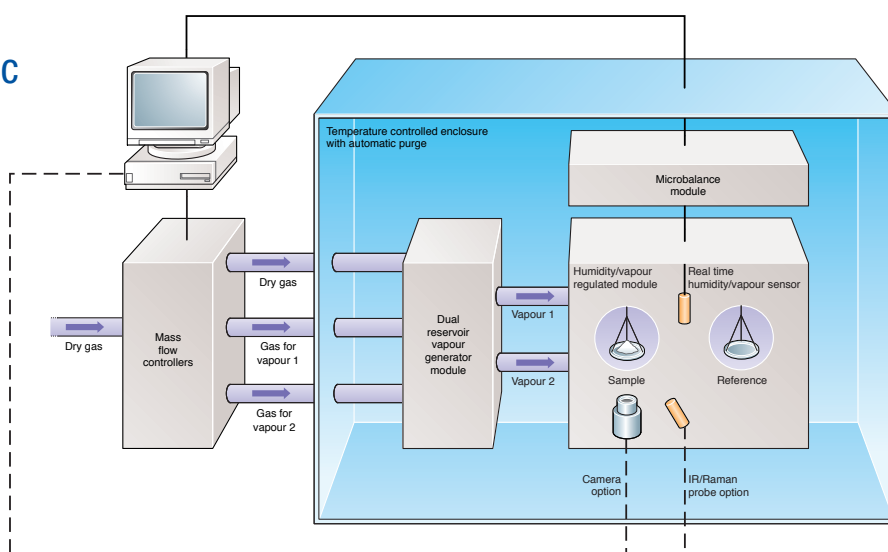 C
Temperature controlled enclosure
with automatic purge
Microbalance
module
Humidity/vapour
regulated module
Real time
humidity/vapour sensor
Dry gas
Vapour 1
Dual
reservoir
vapour
generator
module
Dry gas
Mass
flow
controllers
Gas for
vapour 1
Vapour 2
Sample
Reference
Gas for
vapour 2
Camera
option
IR/Raman
probe option